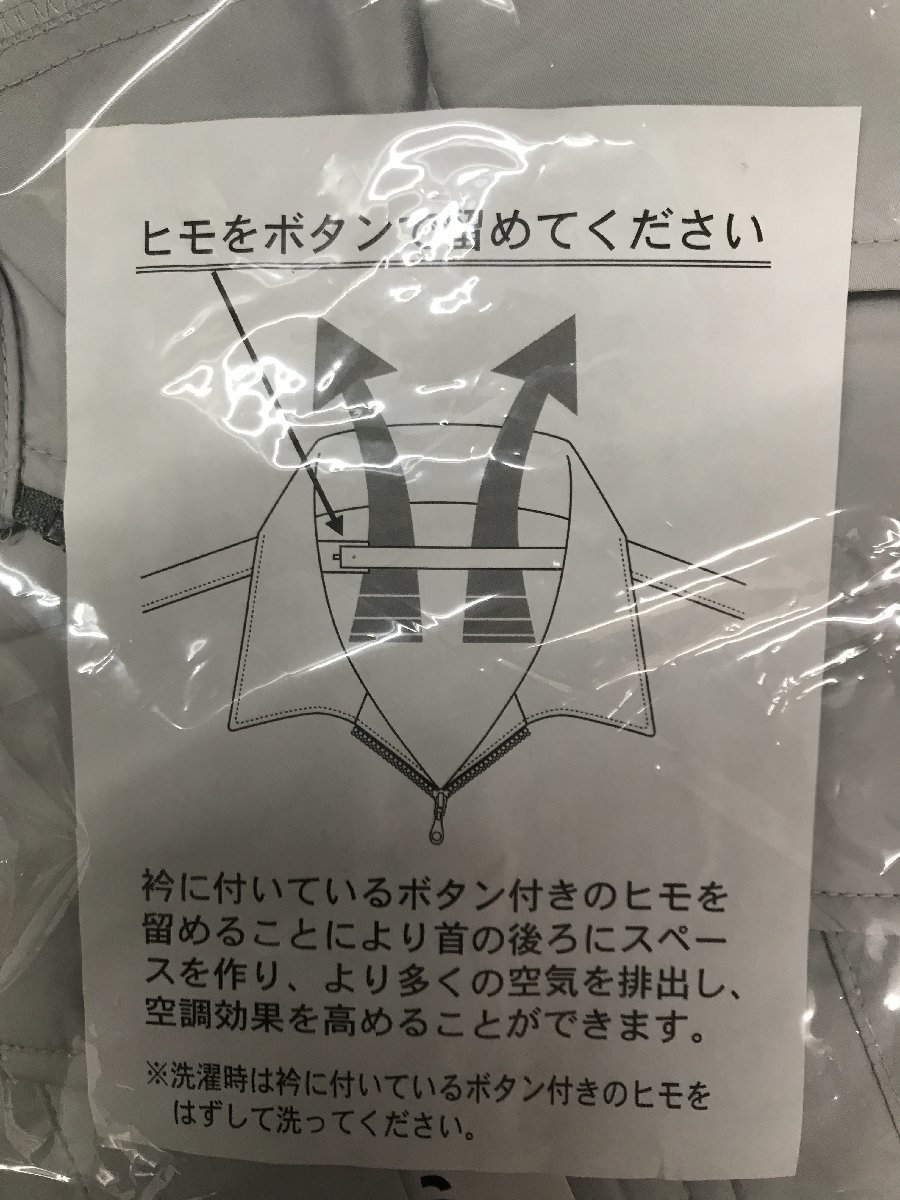 ヒモをボタンで留めてください
衿に付いているボタン付きのヒモを
留めることにより首の後ろにスペー
スを作り、より多くの空気を排出し、
空調効果を高めることができます。
※洗濯時は衿に付いているボタン付きのヒモを
はずして洗ってください。